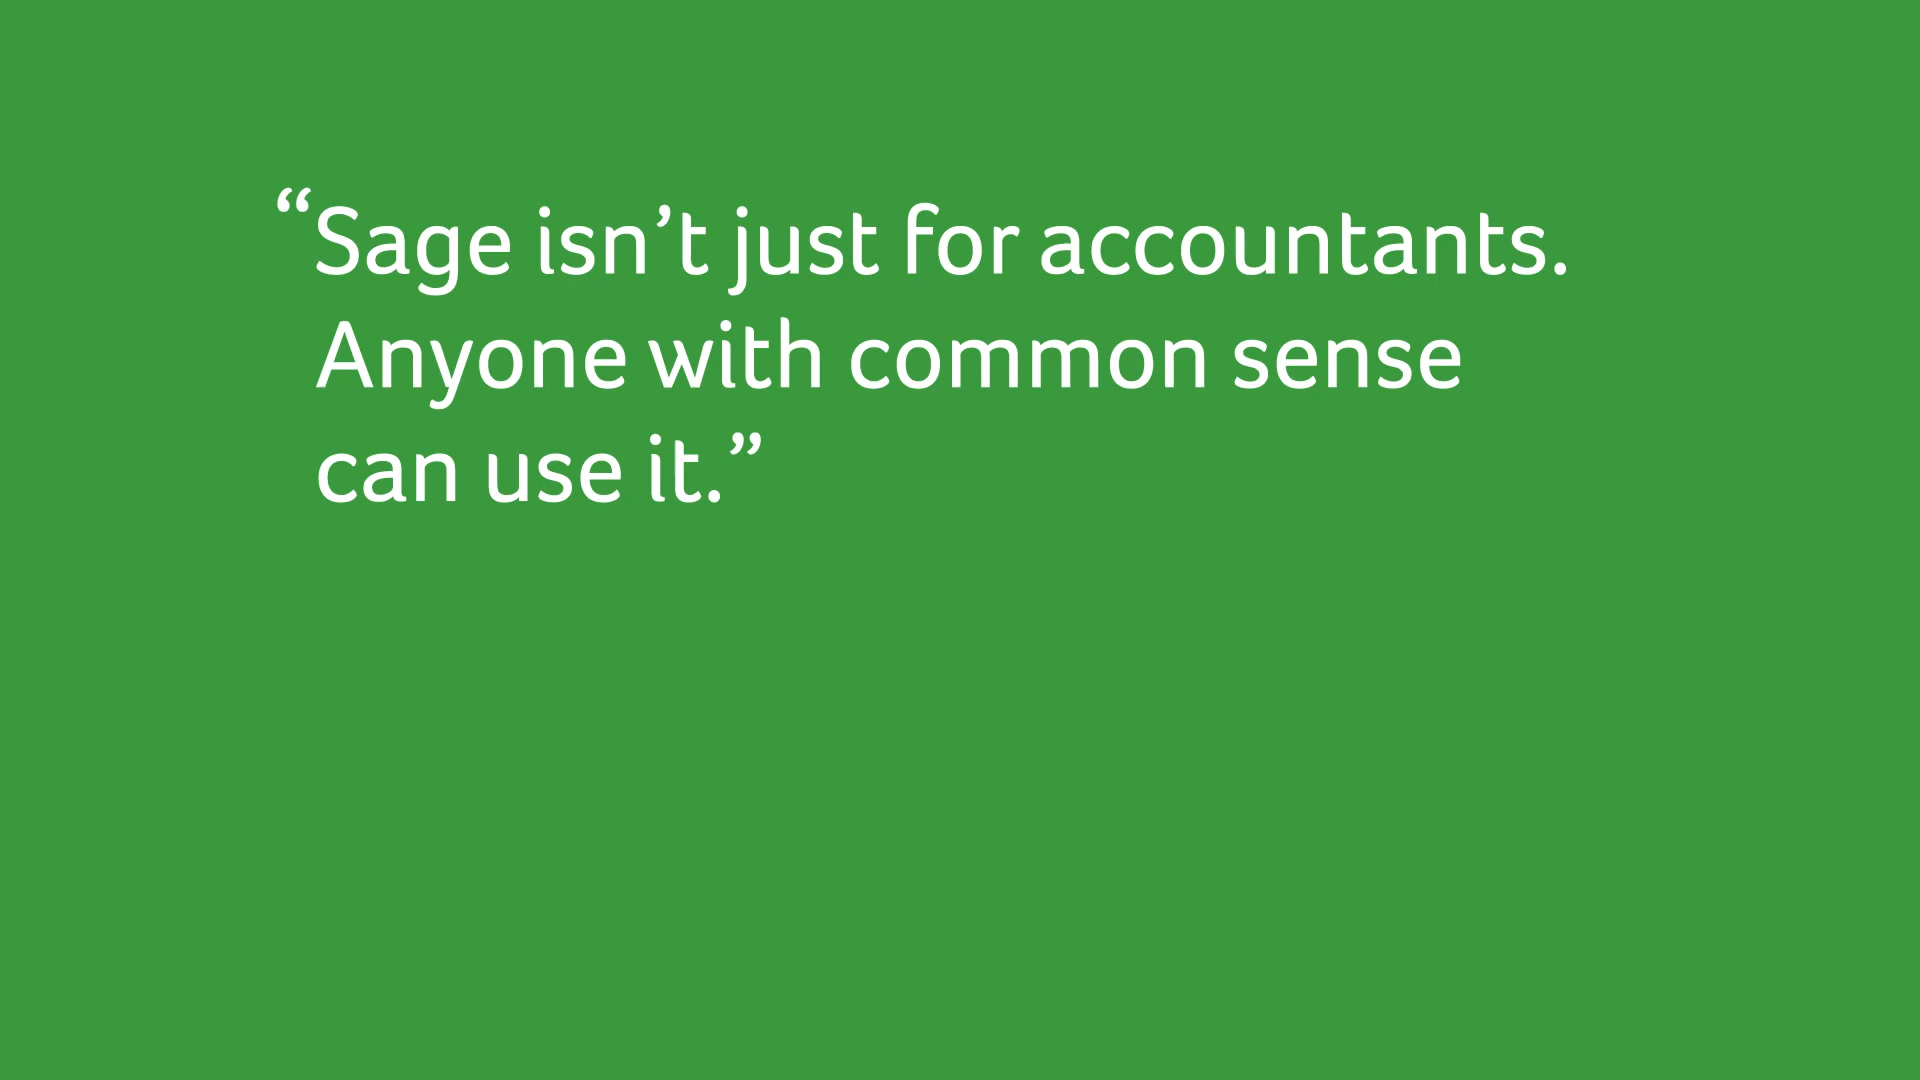 “Sage isn’t just for accountants.
Anyone with common sense
can use it.”